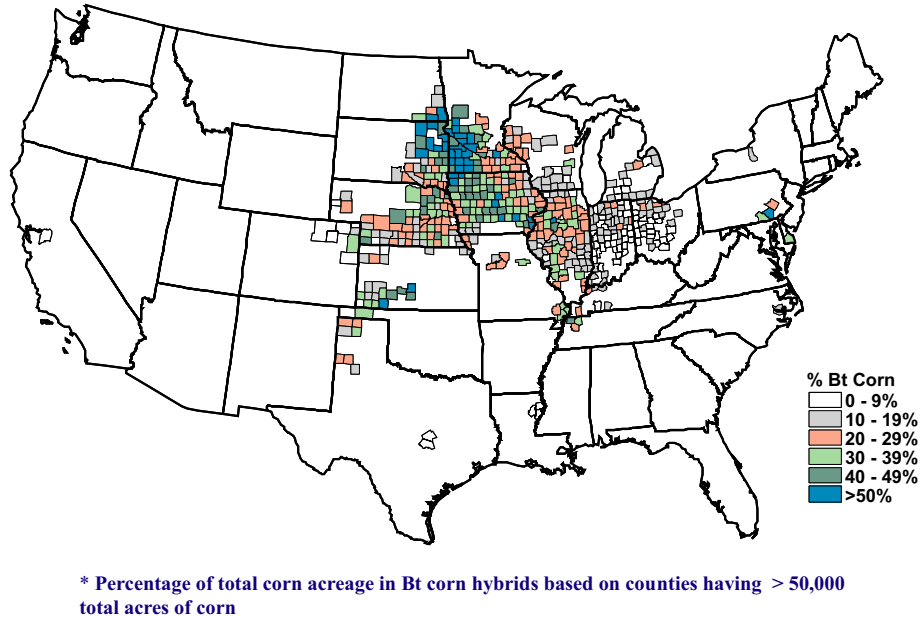 % Bt Corn
0 - 9%
10 - 19%
20 - 29%
30 - 39%
40 - 49%
>50%
* Percentage of total corn acreage in Bt corn hybrids based on counties having > 50,000
total acres of corn